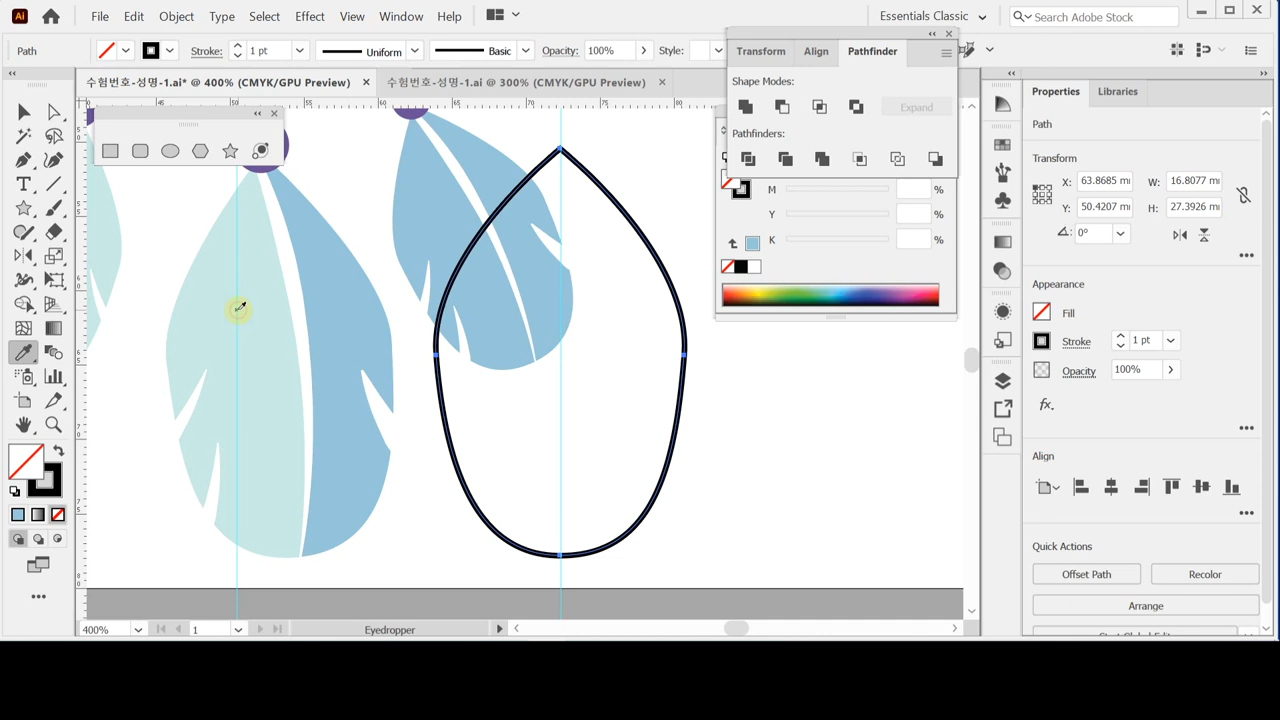 Ai File Edit Object Type Select Effect View Window Help Essentials Classic Search Adobe Stock
Path Stroke: 1 pt Uniform Basic Opacity: 100% Style:
Transform Align Pathfinder
Shape Modes:
Expand
Pathfinders:
수험번호-성명-1.ai* @ 400% (CMYK/GPU Preview) 수험번호-성명-1.ai @ 300% (CMYK/GPU Preview)
M %
Y %
K %
Properties Libraries
Path
Transform
X: 63.8685 W: 16.8077
Y: 50.4207 H: 27.3926
0°
Appearance
Fill
Stroke 1 pt
Opacity 100%
fx
Align
Quick Actions
Offset Path Recolor
Arrange
400% 1 Eyedropper